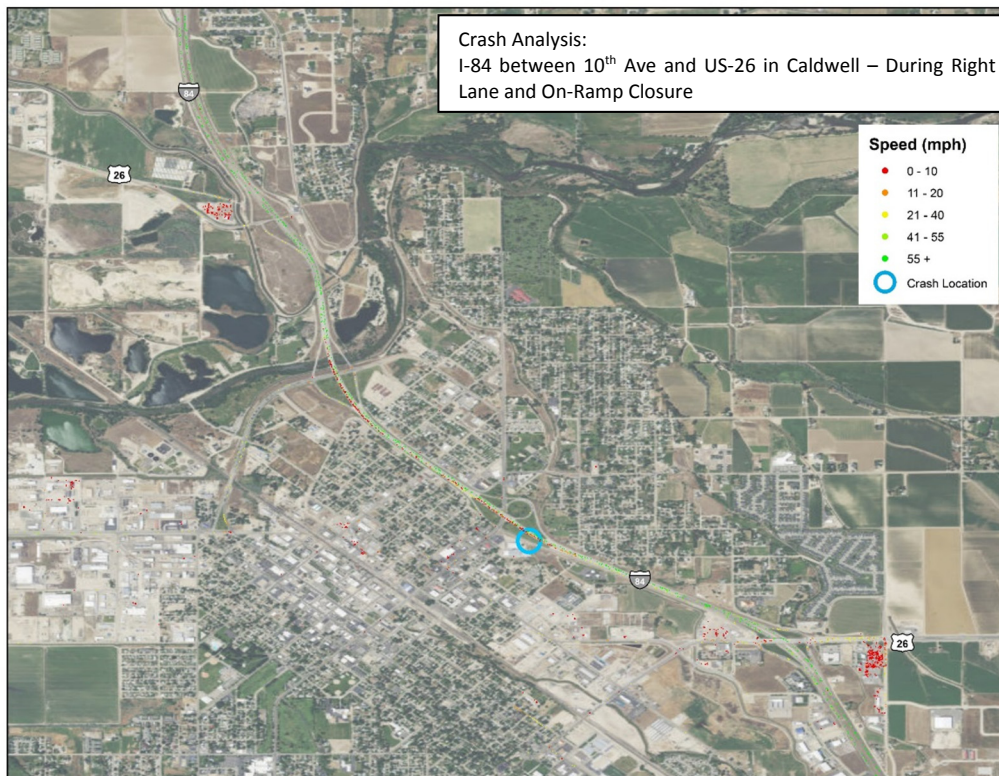 Crash Analysis:
I-84 between 10th Ave and US-26 in Caldwell – During Right
Lane and On-Ramp Closure
84
26
Speed (mph)
0 - 10
11 - 20
21 - 40
41 - 55
55 +
Crash Location
84
26